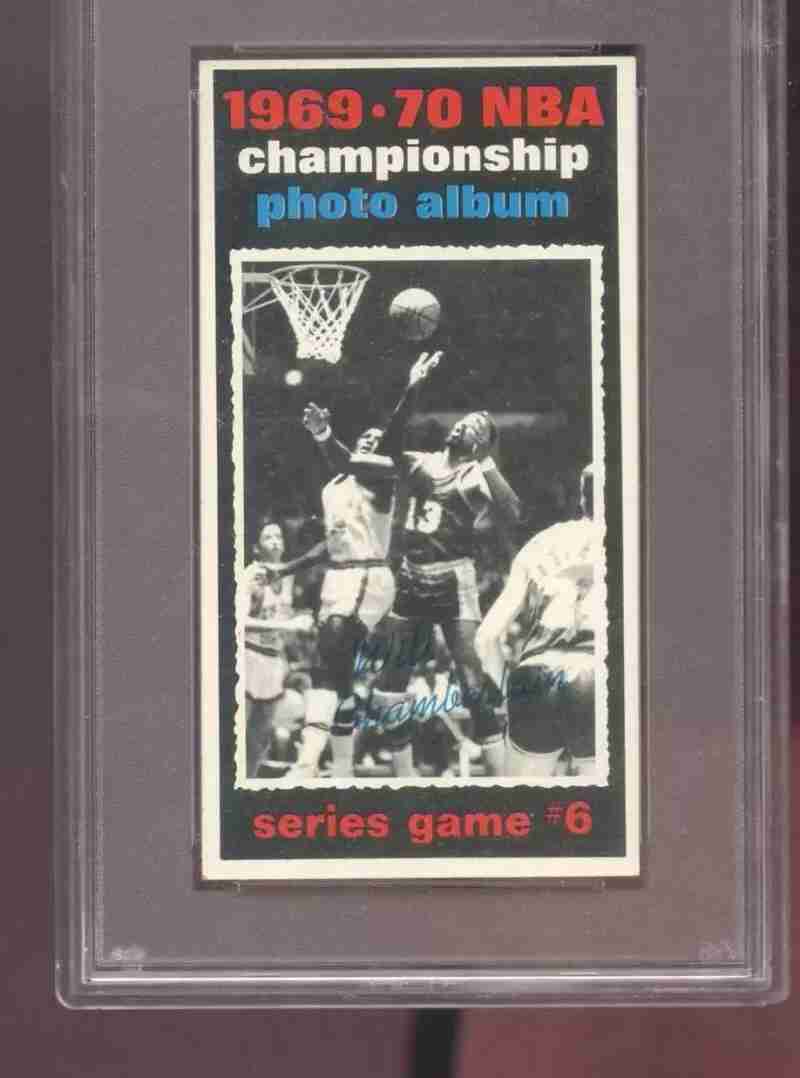 1969·70 NBA
championship
photo album
13
Wilt
Chamberlain
series game #6